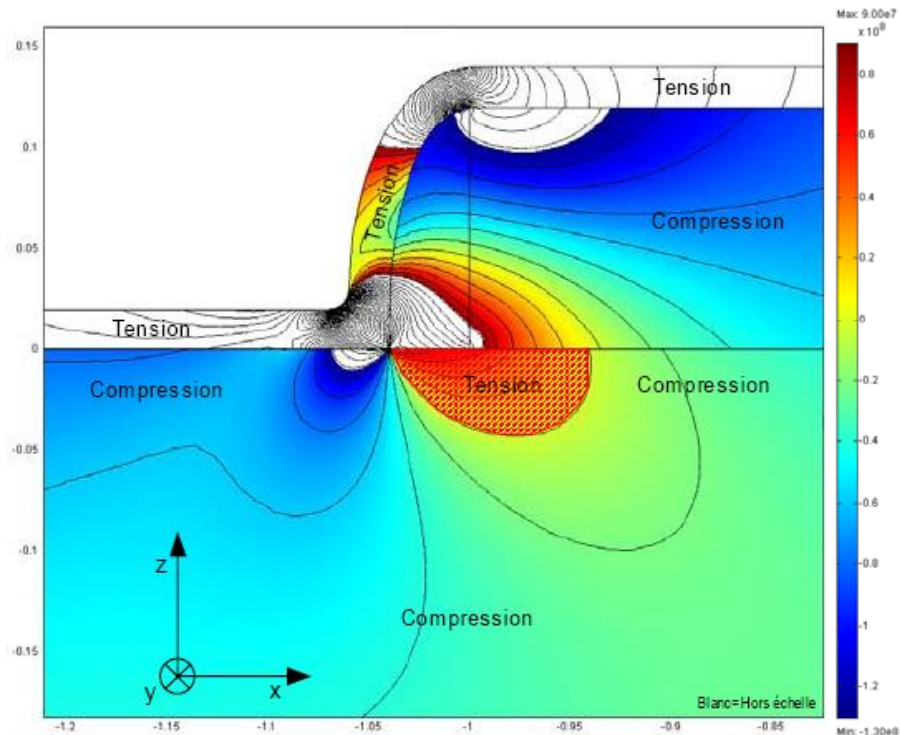 Max: 9.00e7
x10⁸
0.15
0.1
0.05
0
-0.05
-0.1
-0.15
Tension
Tension
Compression
Tension
Compression
Tension
Compression
Compression
z
y
x
Blanc=Hors échelle
-1.2
-1.15
-1.1
-1.05
-1
-0.95
-0.9
-0.85
0.8
0.6
0.4
0.2
0
-0.2
-0.4
-0.6
-0.8
-1
-1.2
Min: -1.30e8